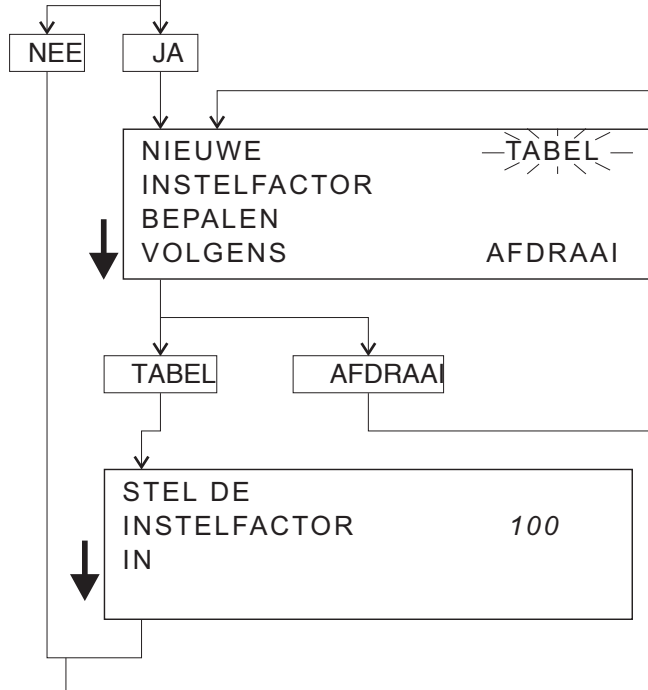 NEE JA
NIEUWE TABEL
INSTELFACTOR
BEPALEN
VOLGENS AFDRAAI
TABEL AFDRAAI
STEL DE
INSTELFACTOR 100
IN